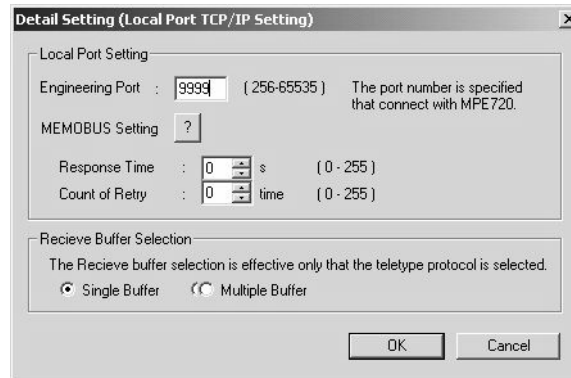 Detail Setting (Local Port TCP/IP Setting)
Local Port Setting
Engineering Port : 9999 ( 256-65535 ) The port number is specified
that connect with MPE720.
MEMOBUS Setting ?
Response Time : 0 s ( 0 - 255 )
Count of Retry : 0 time ( 0 - 255 )
Recieve Buffer Selection
The Recieve buffer selection is effective only that the teletype protocol is selected.
Single Buffer Multiple Buffer
OK Cancel